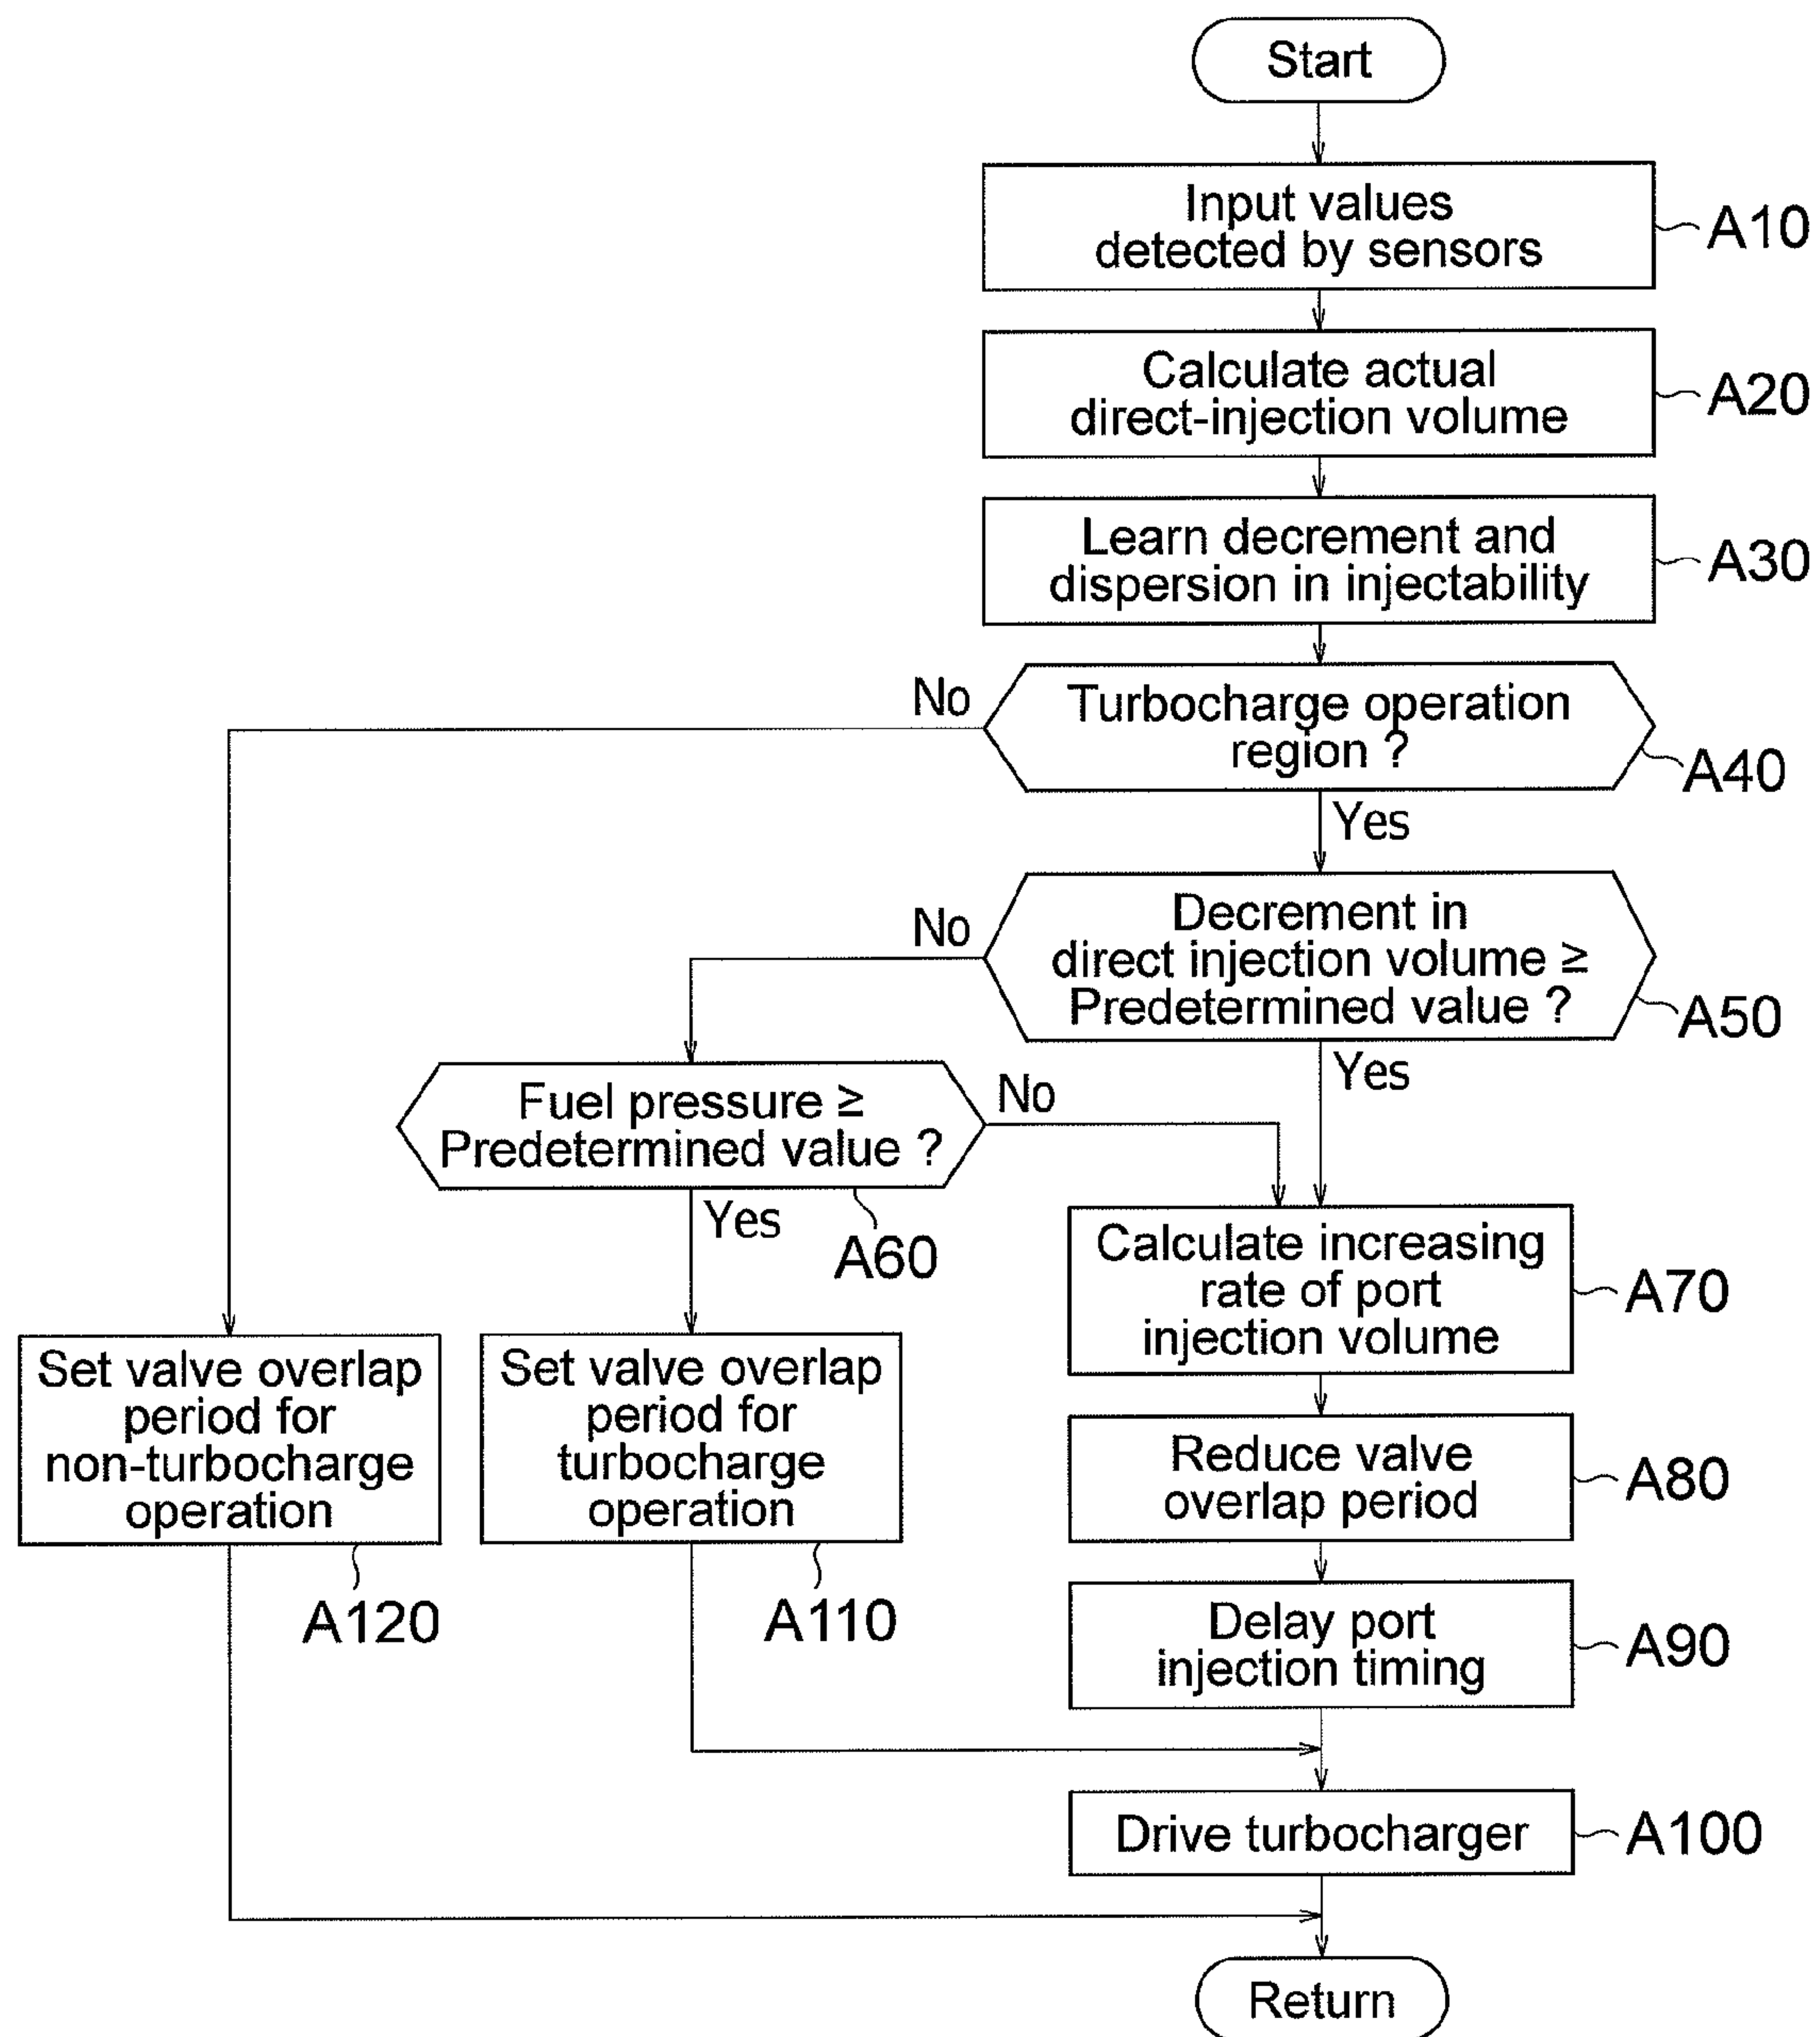 Start
Input values
detected by sensors
A10
Calculate actual
direct-injection volume
A20
Learn decrement and
dispersion in injectability
A30
No
Turbocharge operation
region ?
A40
Yes
No
Decrement in
direct injection volume ≥
Predetermined value ?
A50
Yes
Fuel pressure ≥
Predetermined value ?
No
A60
Yes
Calculate increasing
rate of port
injection volume
A70
Set valve overlap
period for
non-turbocharge
operation
A120
Set valve overlap
period for
turbocharge
operation
A110
Reduce valve
overlap period
A80
Delay port
injection timing
A90
Drive turbocharger
A100
Return